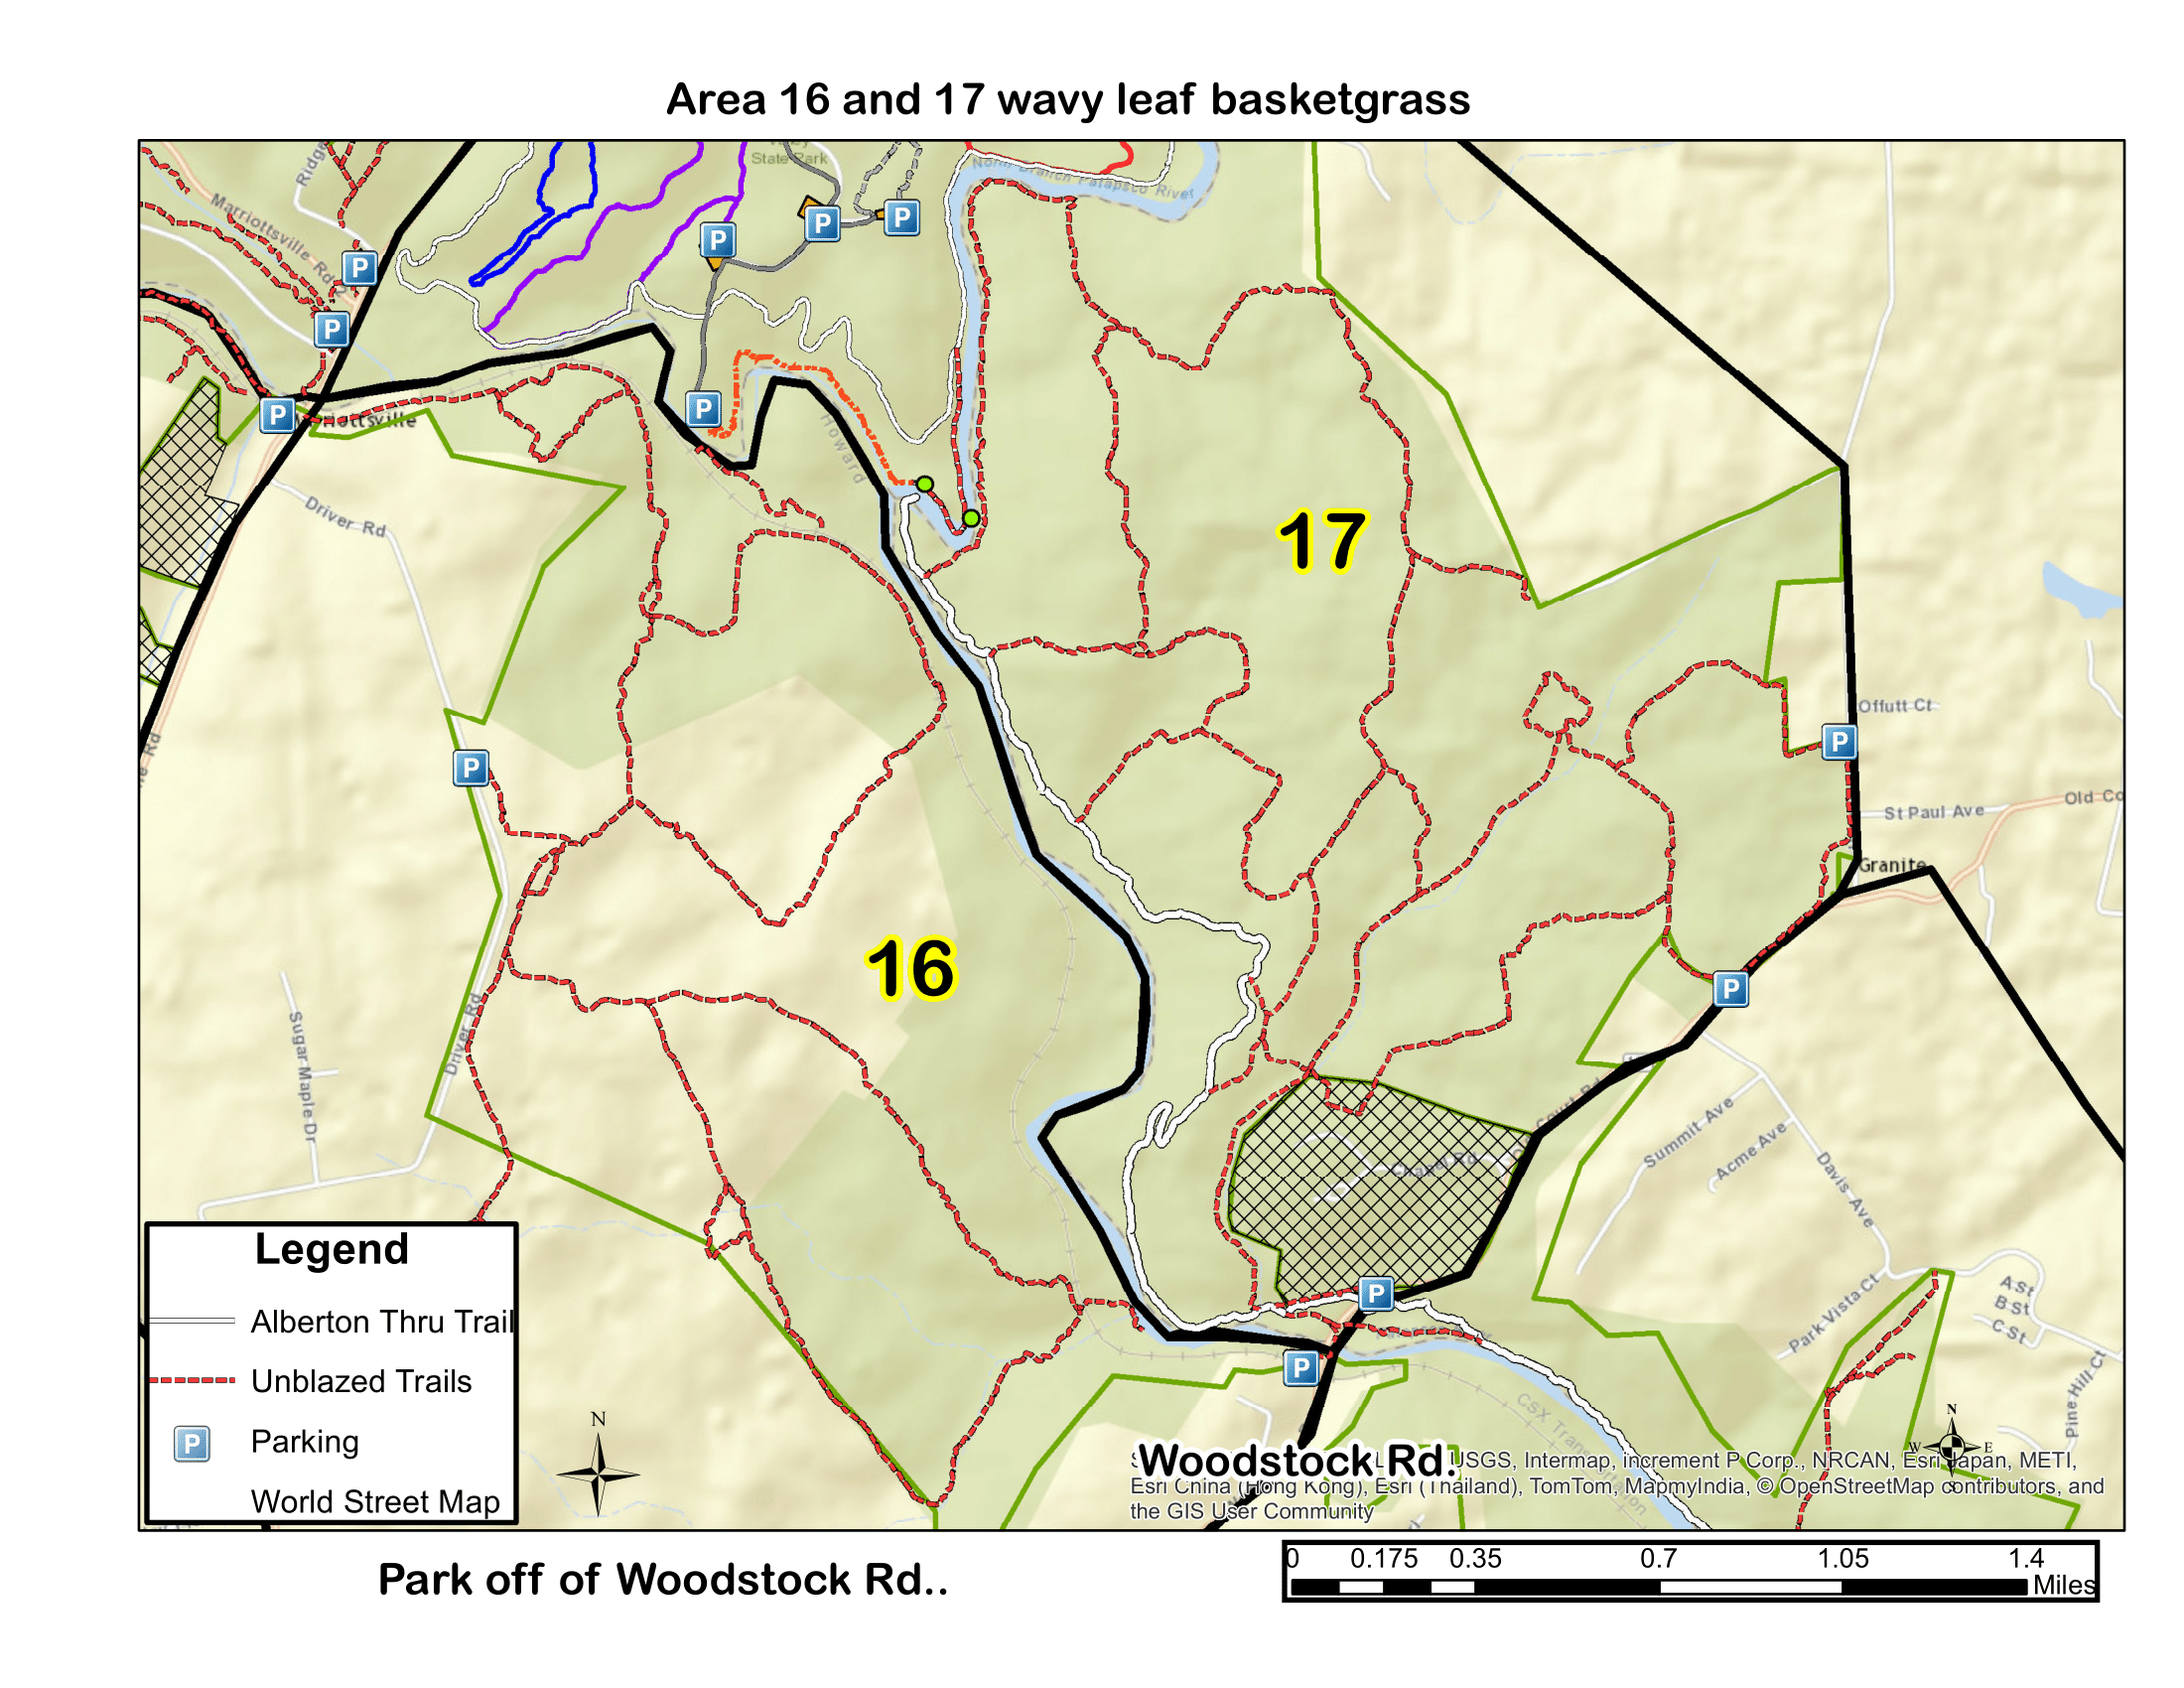 Area 16 and 17 wavy leaf basketgrass
State Park
North Branch Patapsco River
Ridge
Marriottsville Rd 2
P
P
P
P
P
P
P
Marriottsville
Howard
Driver Rd
17
Offutt Ct
P
P
St Paul Ave
Old Co
Granite
16
P
Driver Rd
Sugar Maple Dr
Court Rd
Summit Ave
Acme Ave
Davis Ave
Chapel Rd
P
P
Park Vista Ct
A St
B St
C St
Pine Hill Ct
CSX Transportation
Legend
Alberton Thru Trail
Unblazed Trails
P Parking
World Street Map
N
N
W E
S
Woodstock Rd.
USGS, Intermap, increment P Corp., NRCAN, Esri Japan, METI,
Esri China (Hong Kong), Esri (Thailand), TomTom, MapmyIndia, © OpenStreetMap contributors, and
the GIS User Community
Park off of Woodstock Rd..
0 0.175 0.35 0.7 1.05 1.4
Miles